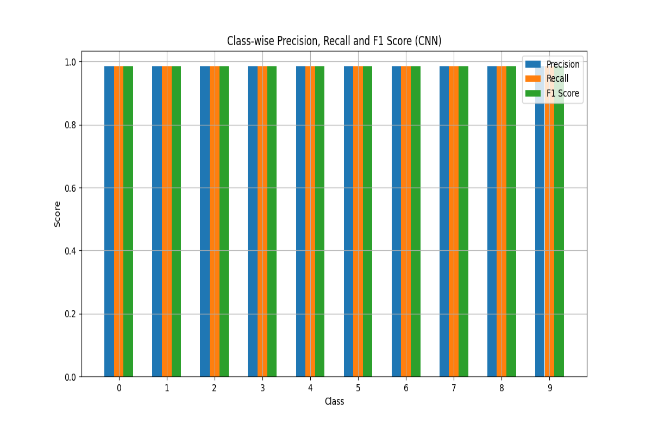 Class-wise Precision, Recall and F1 Score (CNN)
Precision
Recall
F1 Score
Score
1.0
0.8
0.6
0.4
0.2
0.0
0 1 2 3 4 5 6 7 8 9
Class